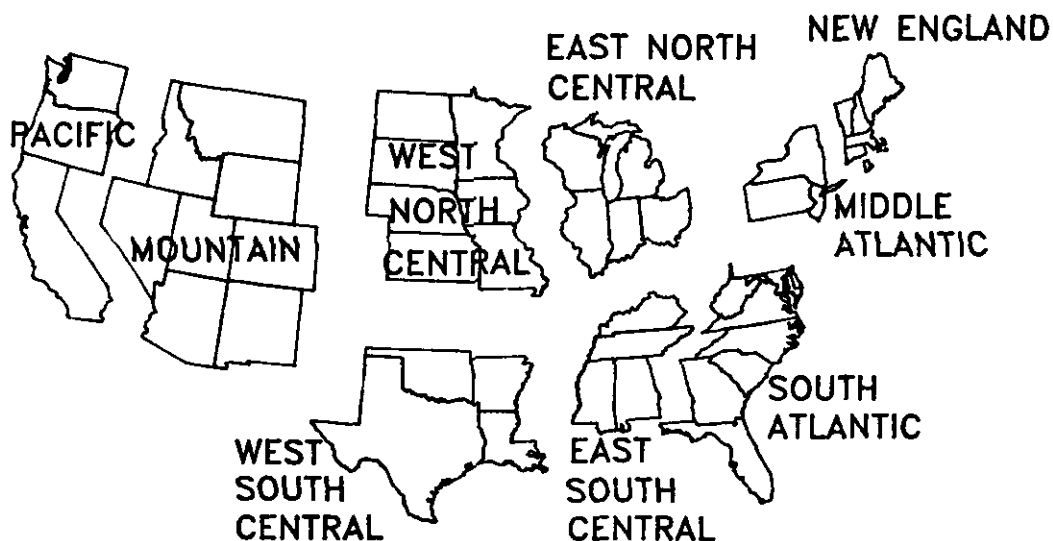 NEW ENGLAND
EAST NORTH
CENTRAL
PACIFIC
WEST
NORTH
CENTRAL
MOUNTAIN
MIDDLE
ATLANTIC
SOUTH
ATLANTIC
WEST
SOUTH
CENTRAL
EAST
SOUTH
CENTRAL